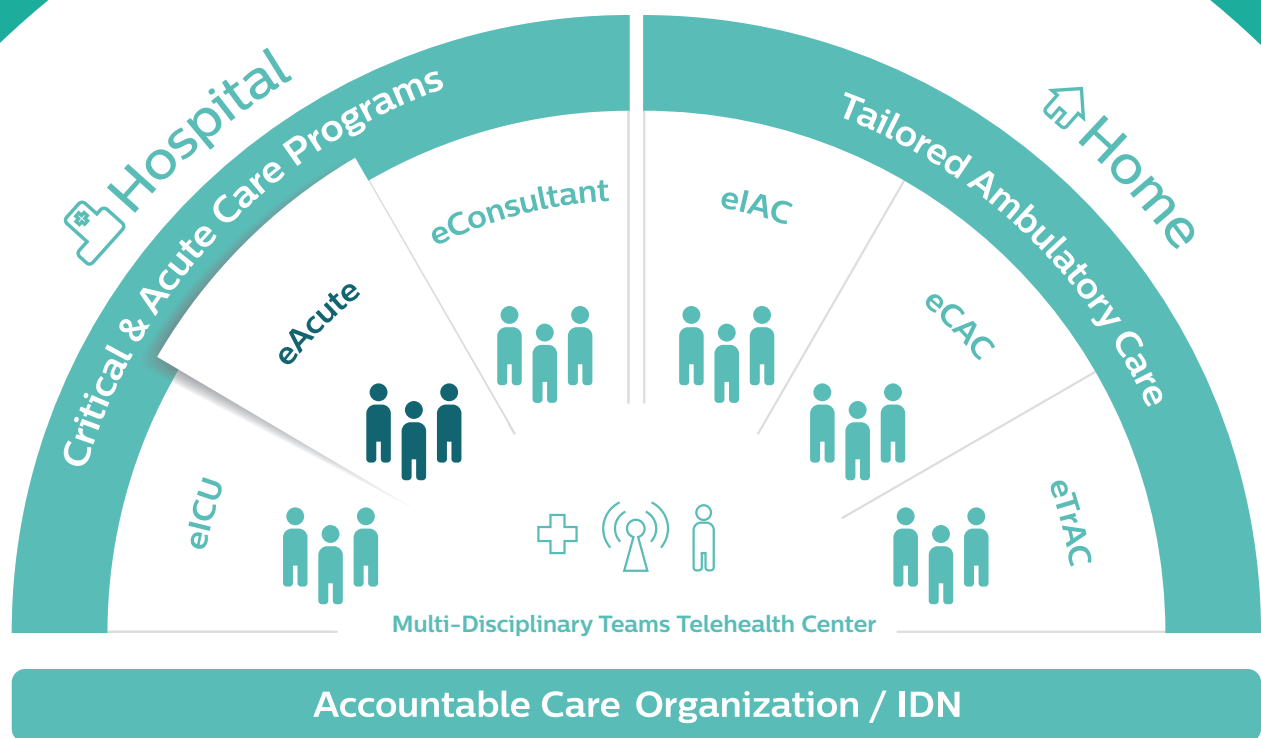 Hospital
Home
Critical & Acute Care Programs
Tailored Ambulatory Care
eICU
eAcute
eConsultant
eIAC
eCAC
eTrAC
Multi-Disciplinary Teams Telehealth Center
Accountable Care Organization / IDN